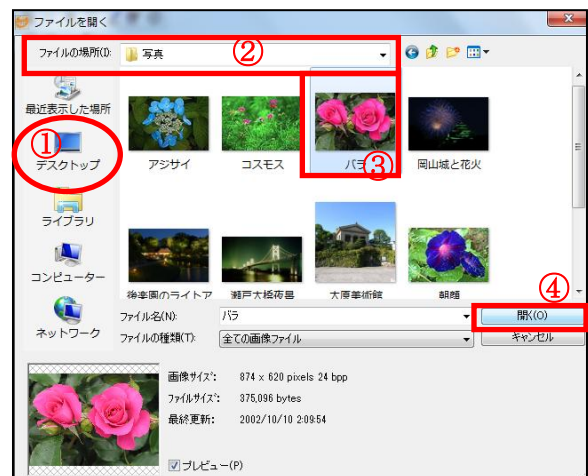 ファイルを開く
ファイルの場所(I):
写真
②
最近表示した場所
①
デスクトップ
ライブラリ
コンピューター
ネットワーク
アジサイ
コスモス
バラ
③
岡山城と花火
後楽園のライトア
瀬戸大橋夜景
大原美術館
朝顔
④
ファイル名(N):
バラ
開く(O)
ファイルの種類(T):
全ての画像ファイル
キャンセル
画像サイズ: 874 x 620 pixels 24 bpp
ファイルサイズ: 375,096 bytes
最終更新: 2002/10/10 2:09:54
プレビュー(P)